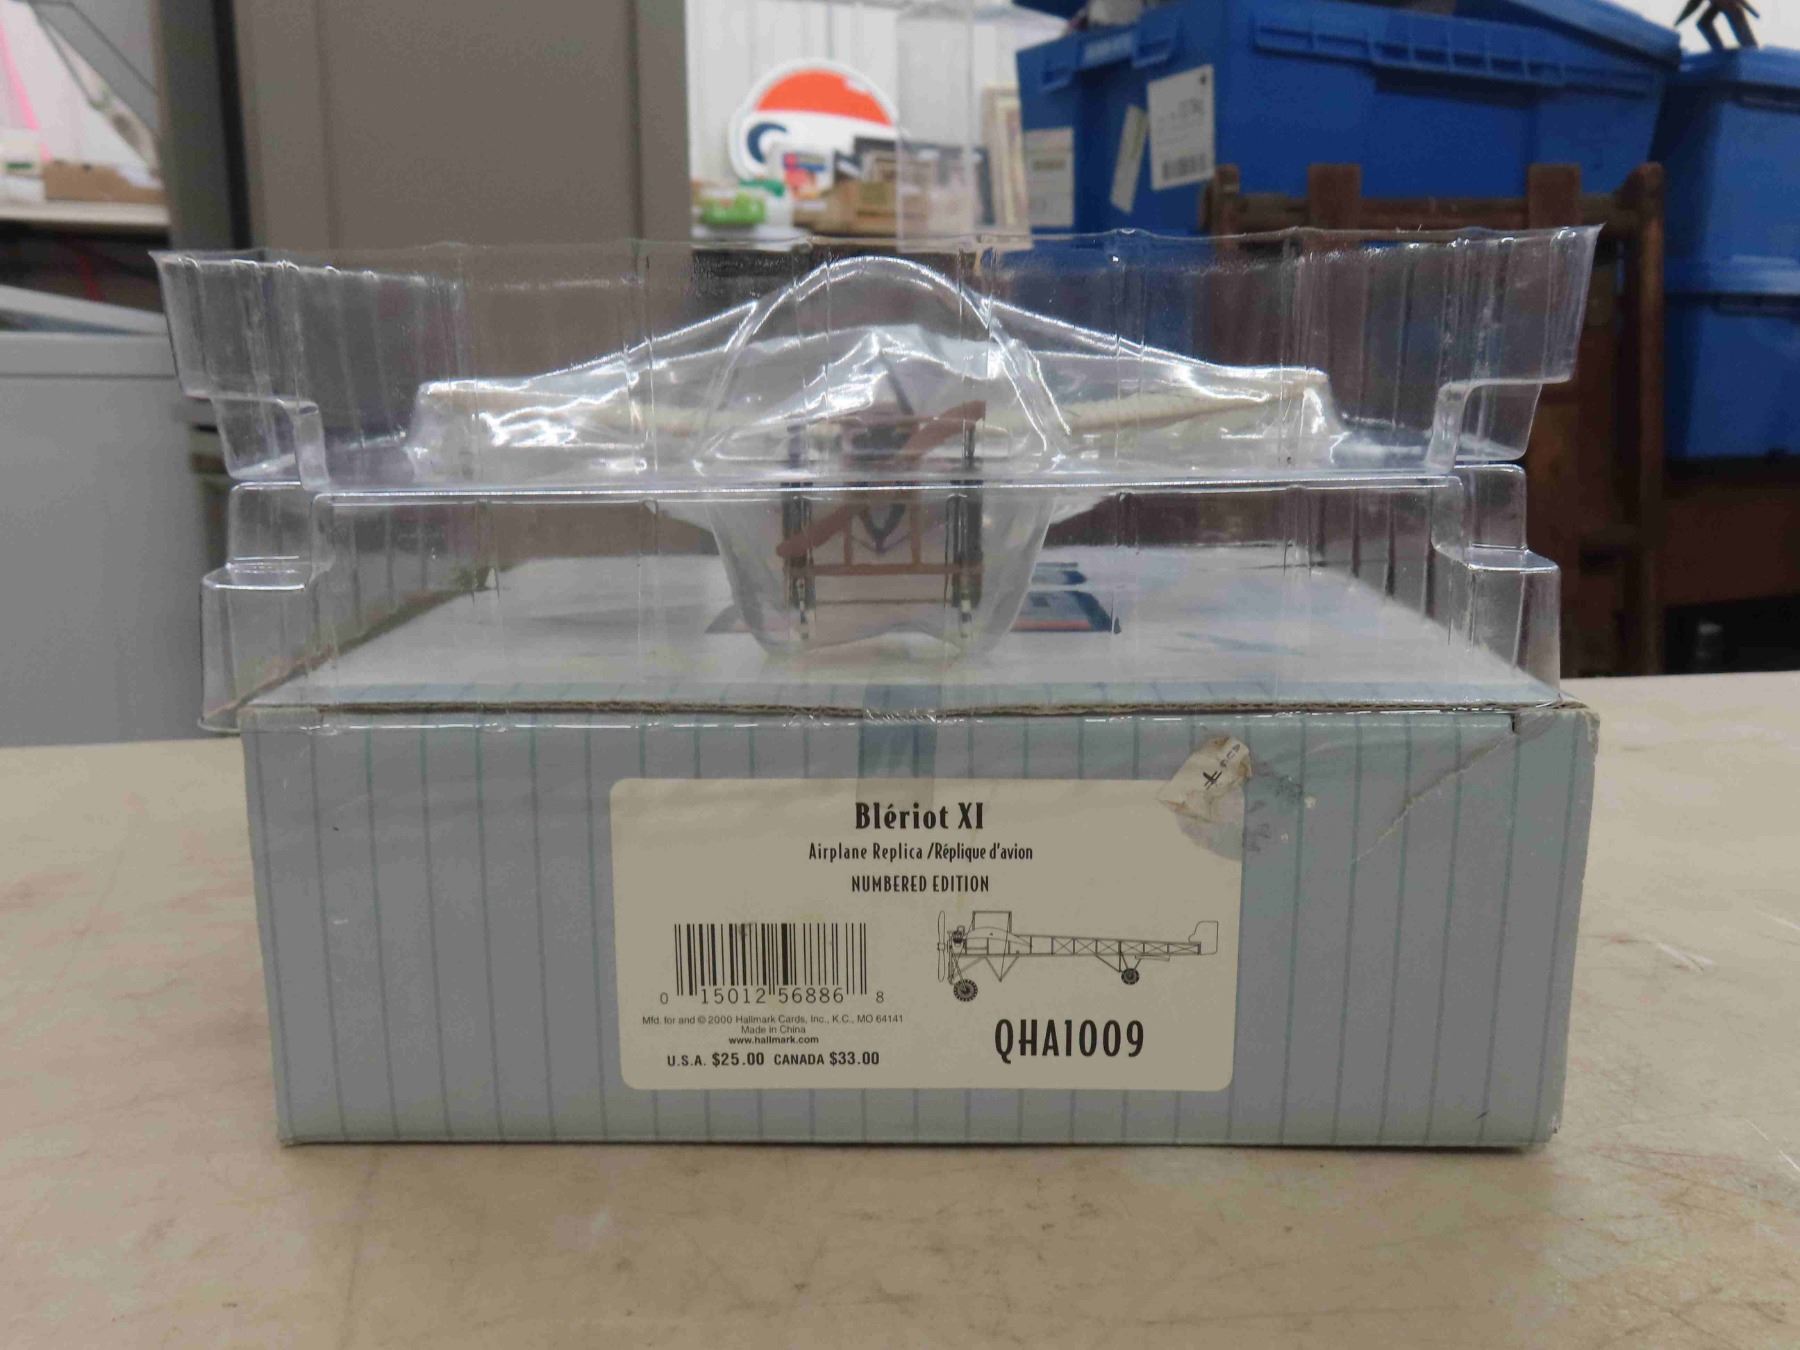 Blériot XI
Airplane Replica /Réplique d'avion
NUMBERED EDITION
0 15012 56886 8
Mfd. for and © 2000 Hallmark Cards, Inc., K.C., MO 64141
Made in China
www.hallmark.com
U.S.A. $25.00 CANADA $33.00
QHA1009